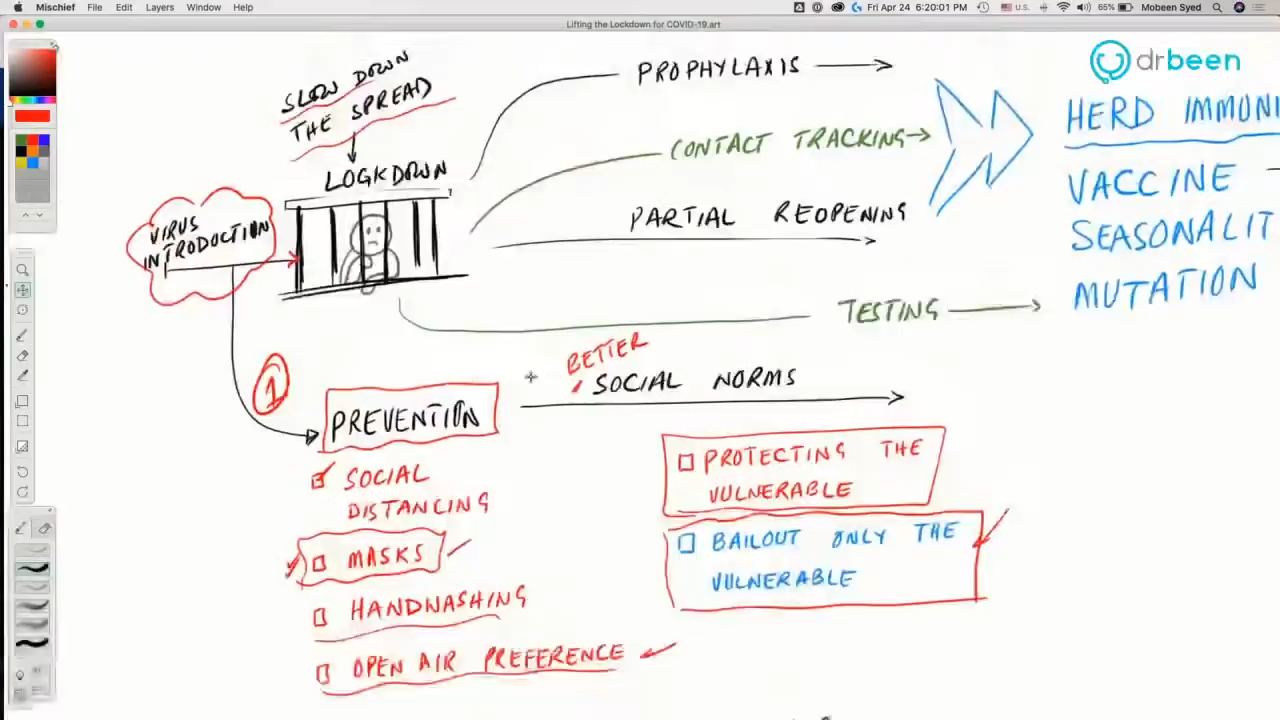 Mischief File Edit Layers Window Help
U.S. 65% Fri Apr 24 6:20:01 PM Mobeen Syed
Lifting the Lockdown for COVID-19.art
drbeen
SLOW DOWN
THE SPREAD
LOCKDOWN
VIRUS
INTRODUCTION
PROPHYLAXIS
CONTACT TRACKING
PARTIAL REOPENING
TESTING
HERD IMMUNI
VACCINE
SEASONALIT
MUTATION
1
PREVENTION
SOCIAL
DISTANCING
MASKS
HANDWASHING
OPEN AIR PREFERENCE
+ BETTER
SOCIAL NORMS
PROTECTING THE
VULNERABLE
BAILOUT ONLY THE
VULNERABLE